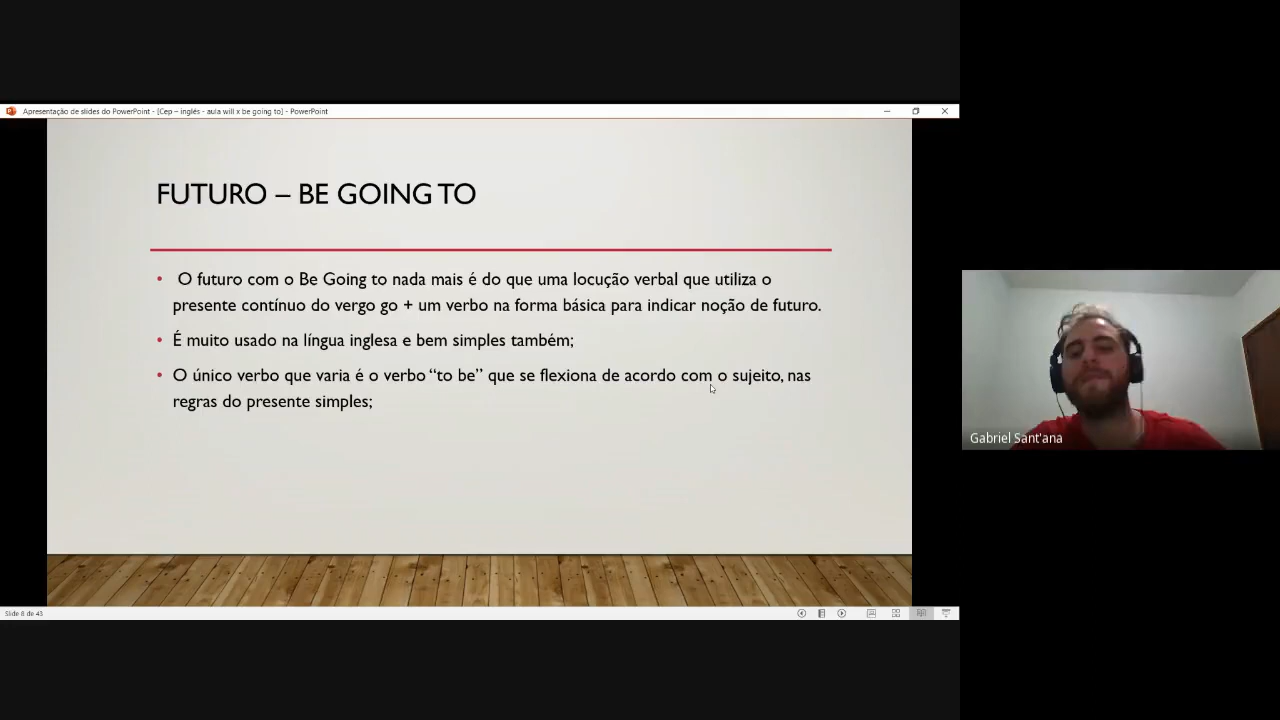 Apresentação de slides do PowerPoint - [Cep – inglês - aula will x be going to] - PowerPoint
FUTURO – BE GOING TO
• O futuro com o Be Going to nada mais é do que uma locução verbal que utiliza o
presente contínuo do vergo go + um verbo na forma básica para indicar noção de futuro.
• É muito usado na língua inglesa e bem simples também;
• O único verbo que varia é o verbo “to be” que se flexiona de acordo com o sujeito, nas
regras do presente simples;
Gabriel Sant'ana
Slide 8 de 43